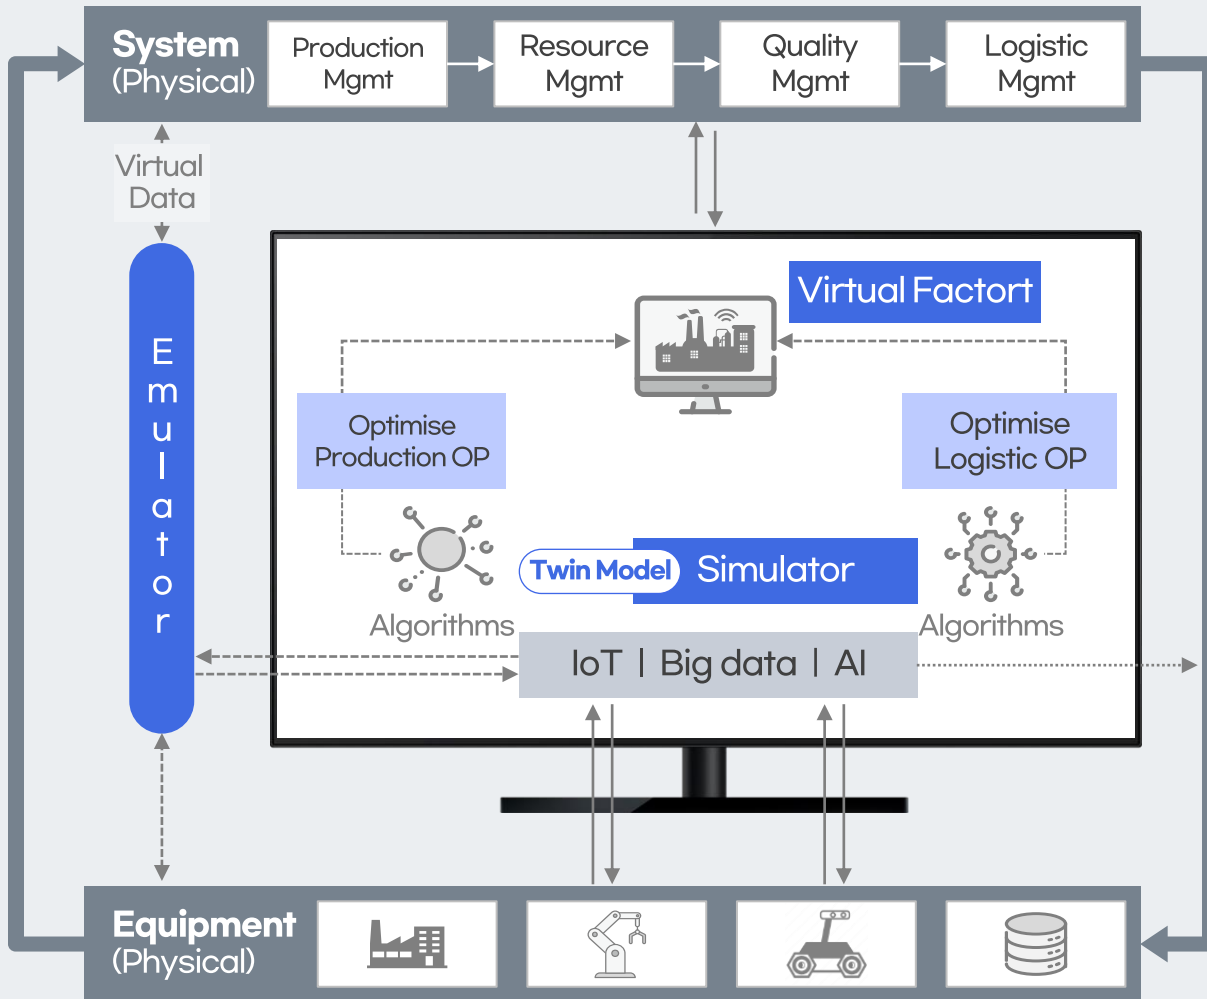 System
(Physical)
Production
Mgmt
Resource
Mgmt
Quality
Mgmt
Logistic
Mgmt
Virtual
Data
Emulator
Virtual Factort
Optimise
Production OP
Optimise
Logistic OP
Algorithms
Twin Model
Simulator
Algorithms
IoT | Big data | AI
Equipment
(Physical)